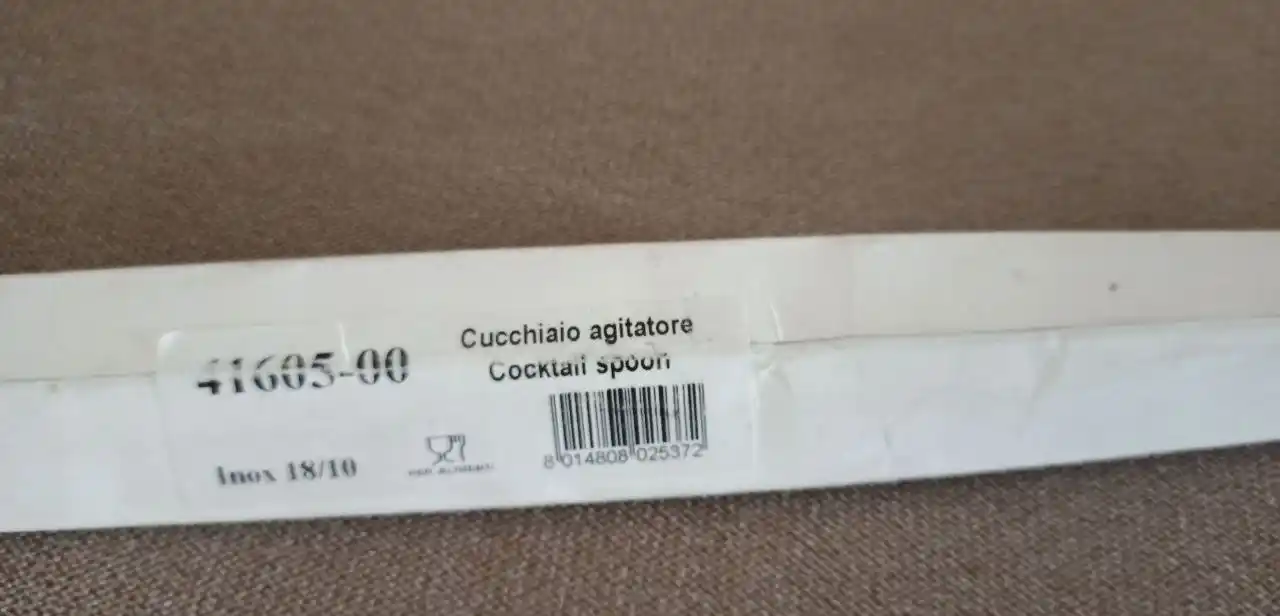 Cucchiaio agitatore
41605-00
Cocktail spoon
Inox 18/10
8 014808 025372